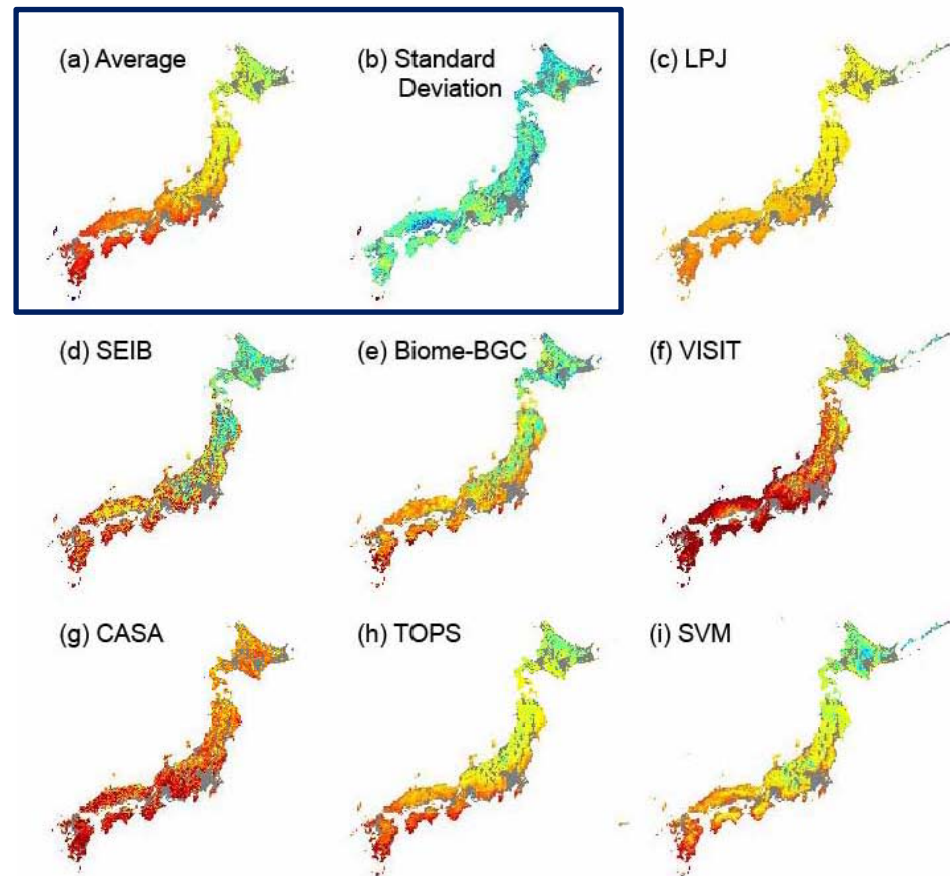 (a) Average
(b) Standard
Deviation
(c) LPJ
(d) SEIB
(e) Biome-BGC
(f) VISIT
(g) CASA
(h) TOPS
(i) SVM